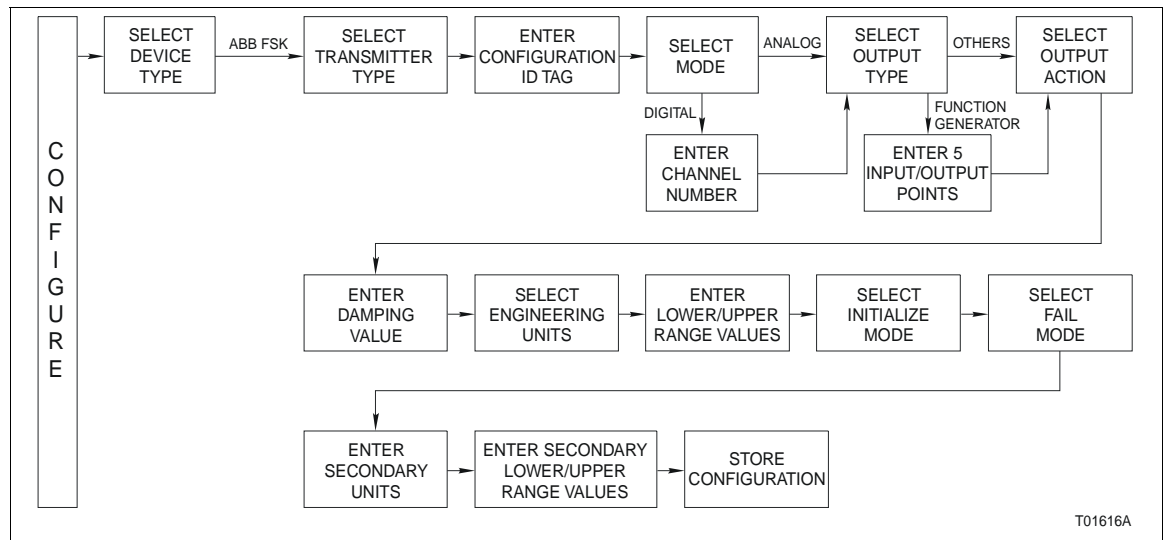 CONFIGURE
SELECT
DEVICE
TYPE
ABB FSK
SELECT
TRANSMITTER
TYPE
ENTER
CONFIGURATION
ID TAG
SELECT
MODE
ANALOG
SELECT
OUTPUT
TYPE
OTHERS
SELECT
OUTPUT
ACTION
DIGITAL
FUNCTION
GENERATOR
ENTER
CHANNEL
NUMBER
ENTER 5
INPUT/OUTPUT
POINTS
ENTER
DAMPING
VALUE
SELECT
ENGINEERING
UNITS
ENTER
LOWER/UPPER
RANGE VALUES
SELECT
INITIALIZE
MODE
SELECT
FAIL
MODE
ENTER
SECONDARY
UNITS
ENTER SECONDARY
LOWER/UPPER
RANGE VALUES
STORE
CONFIGURATION
T01616A